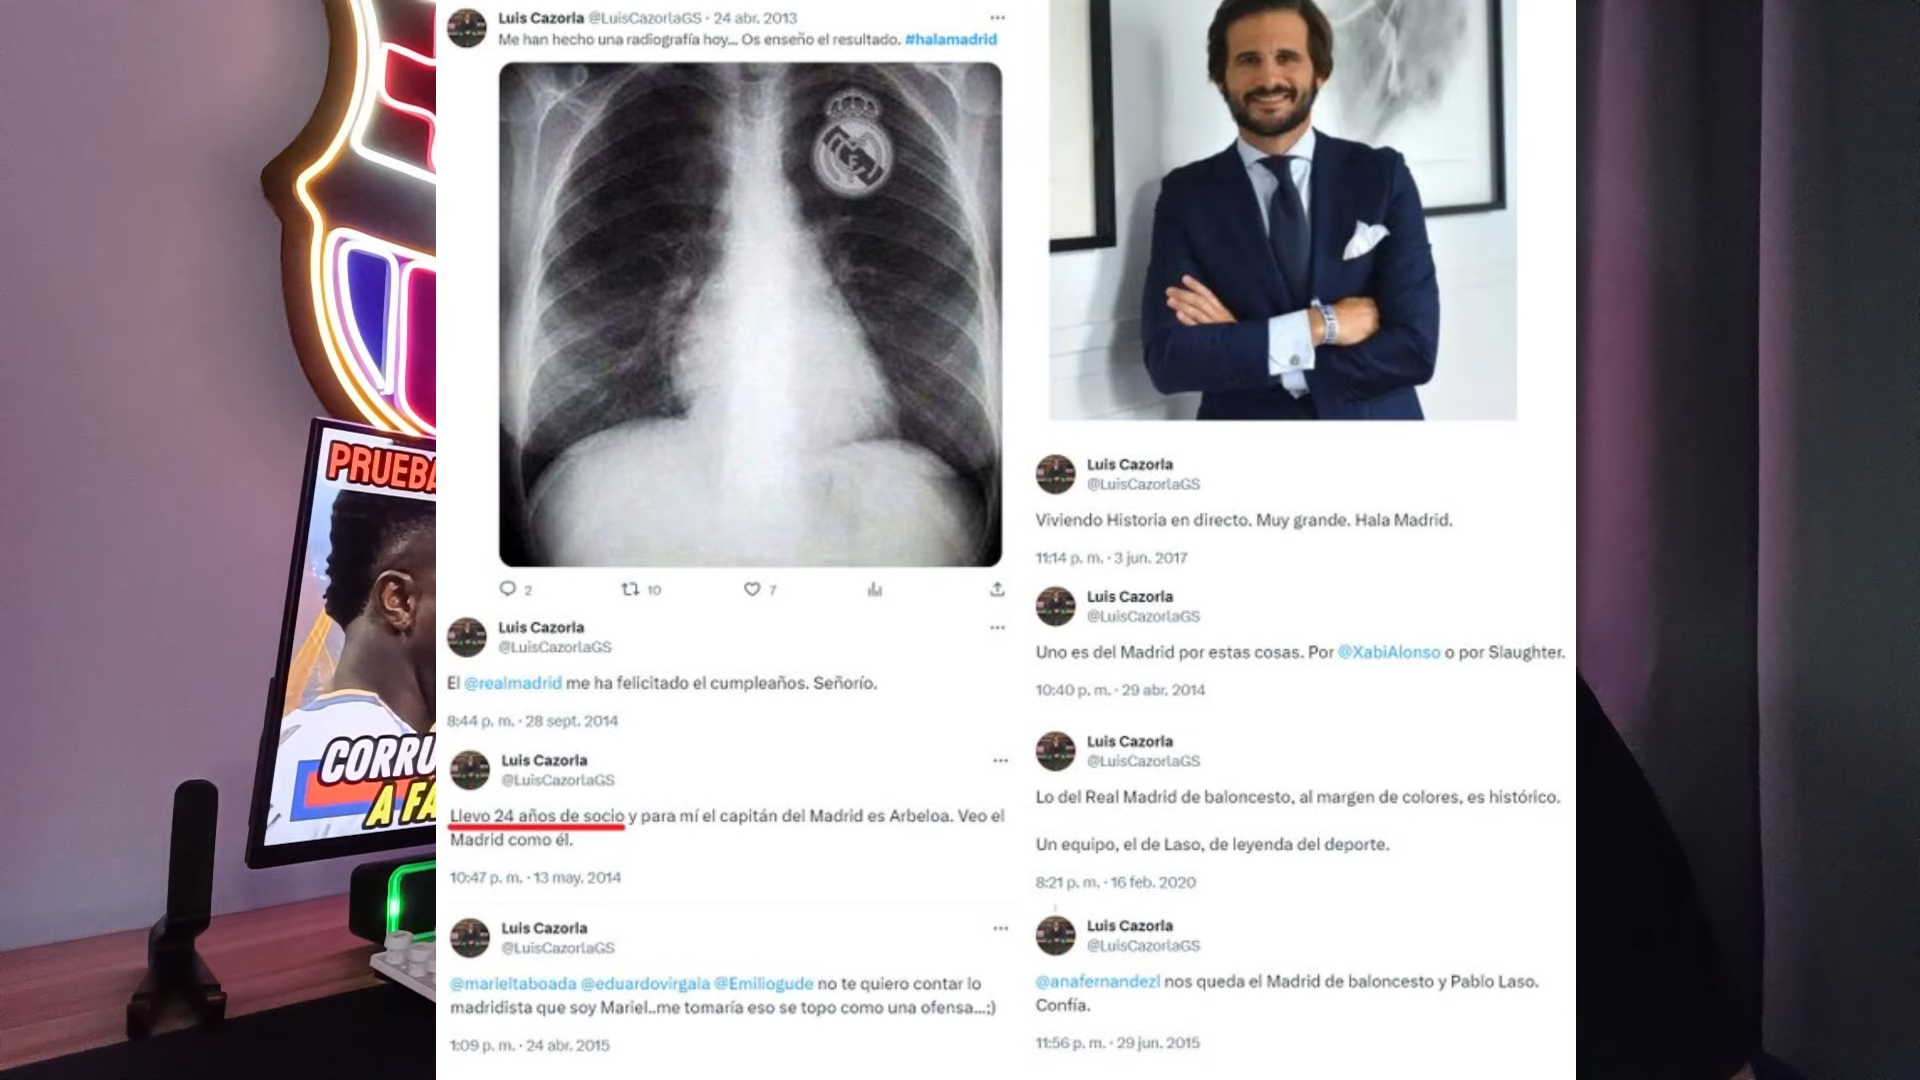 Luis Cazorla @LuisCazorlaGS · 24 abr. 2013
Me han hecho una radiografía hoy... Os enseño el resultado. #halamadrid
2 10 7
Luis Cazorla
@LuisCazorlaGS
El @realmadrid me ha felicitado el cumpleaños. Señorío.
8:44 p. m. · 28 sept. 2014
Luis Cazorla
@LuisCazorlaGS
Llevo 24 años de socio y para mí el capitán del Madrid es Arbeloa. Veo el
Madrid como él.
10:47 p. m. · 13 may. 2014
Luis Cazorla
@LuisCazorlaGS
@marieltaboada @eduardovirgala @Emiliogude no te quiero contar lo
madridista que soy Mariel..me tomaría eso se topo como una ofensa...;)
1:09 p. m. · 24 abr. 2015
Luis Cazorla
@LuisCazorlaGS
Viviendo Historia en directo. Muy grande. Hala Madrid.
11:14 p. m. · 3 jun. 2017
Luis Cazorla
@LuisCazorlaGS
Uno es del Madrid por estas cosas. Por @XabiAlonso o por Slaughter.
10:40 p. m. · 29 abr. 2014
Luis Cazorla
@LuisCazorlaGS
Lo del Real Madrid de baloncesto, al margen de colores, es histórico.
Un equipo, el de Laso, de leyenda del deporte.
8:21 p. m. · 16 feb. 2020
Luis Cazorla
@LuisCazorlaGS
@anafernandezl nos queda el Madrid de baloncesto y Pablo Laso.
Confía.
11:56 p. m. · 29 jun. 2015
PRUEBA
CORRU
A FA